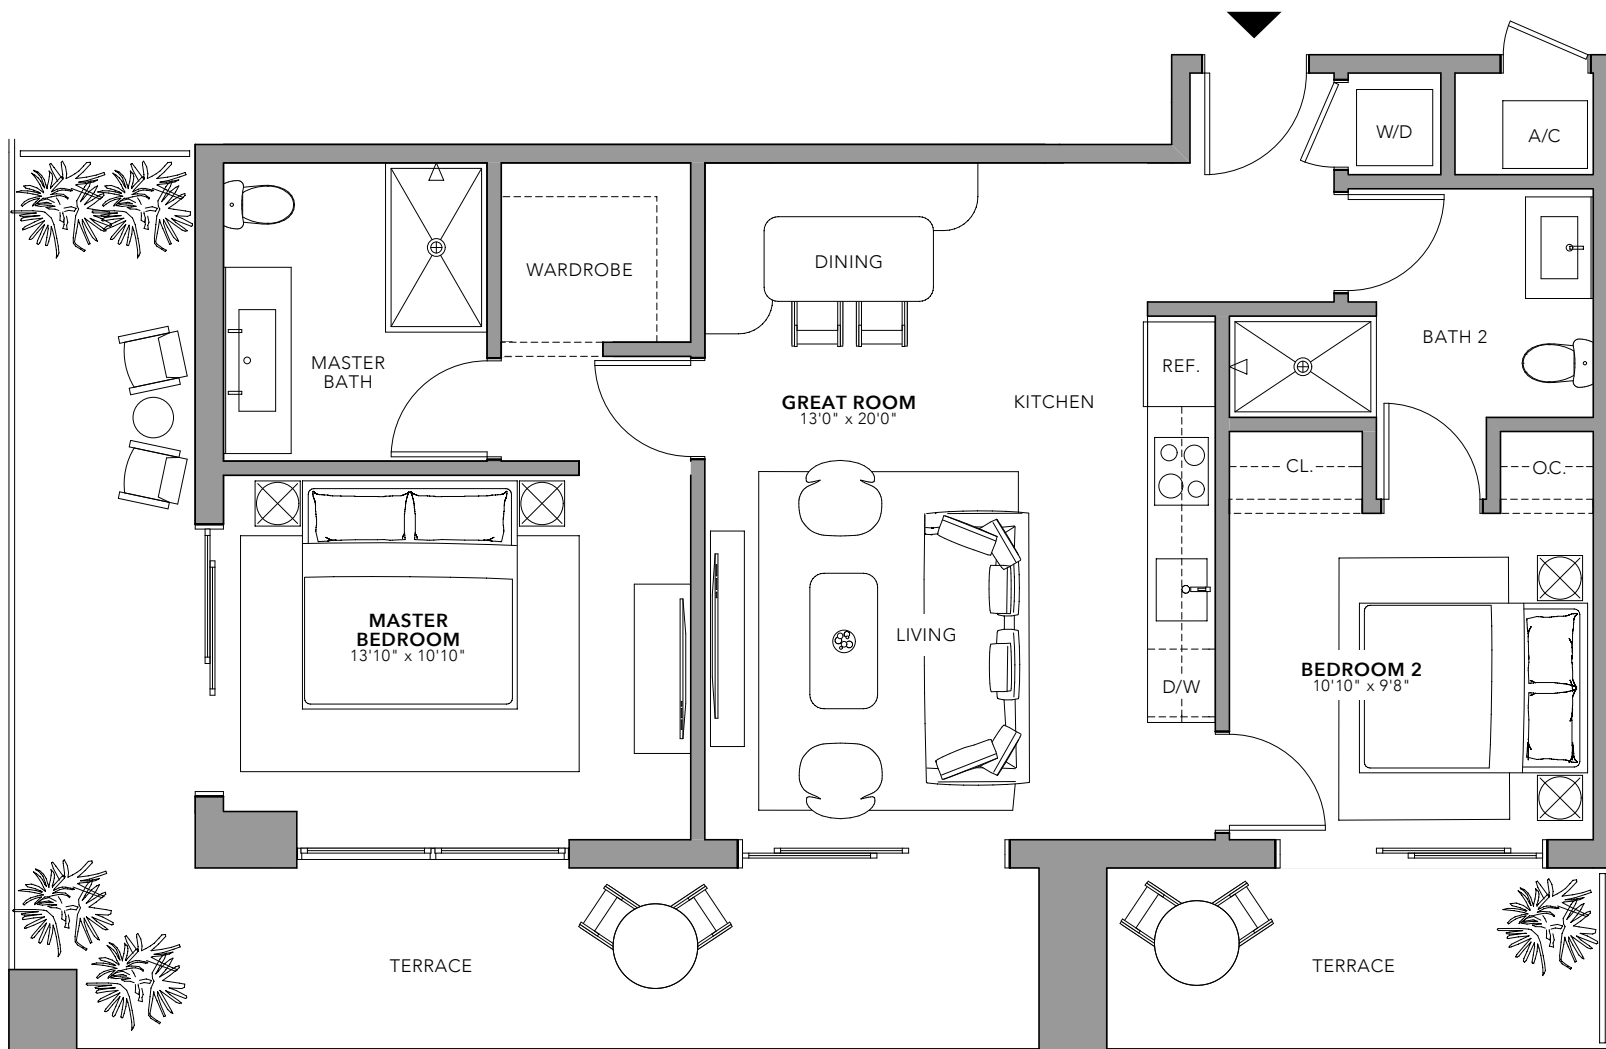 W/D
A/C
WARDROBE
DINING
MASTER
BATH
BATH 2
REF.
GREAT ROOM
13'0" x 20'0"
KITCHEN
CL.
O.C.
MASTER
BEDROOM
13'10" x 10'10"
LIVING
D/W
BEDROOM 2
10'10" x 9'8"
TERRACE
TERRACE